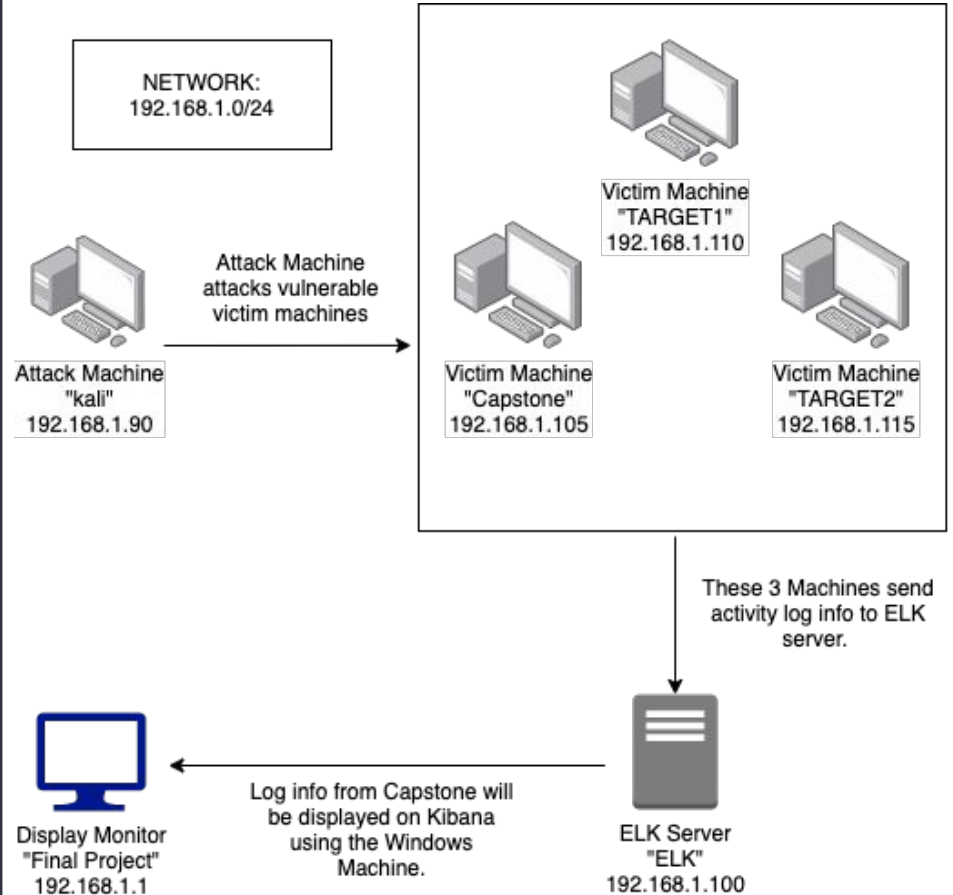 NETWORK:
192.168.1.0/24
Victim Machine
"TARGET1"
192.168.1.110
Attack Machine
attacks vulnerable
victim machines
Attack Machine
"kali"
192.168.1.90
Victim Machine
"Capstone"
192.168.1.105
Victim Machine
"TARGET2"
192.168.1.115
These 3 Machines send
activity log info to ELK
server.
Log info from Capstone will
be displayed on Kibana
using the Windows
Machine.
Display Monitor
"Final Project"
192.168.1.1
ELK Server
"ELK"
192.168.1.100